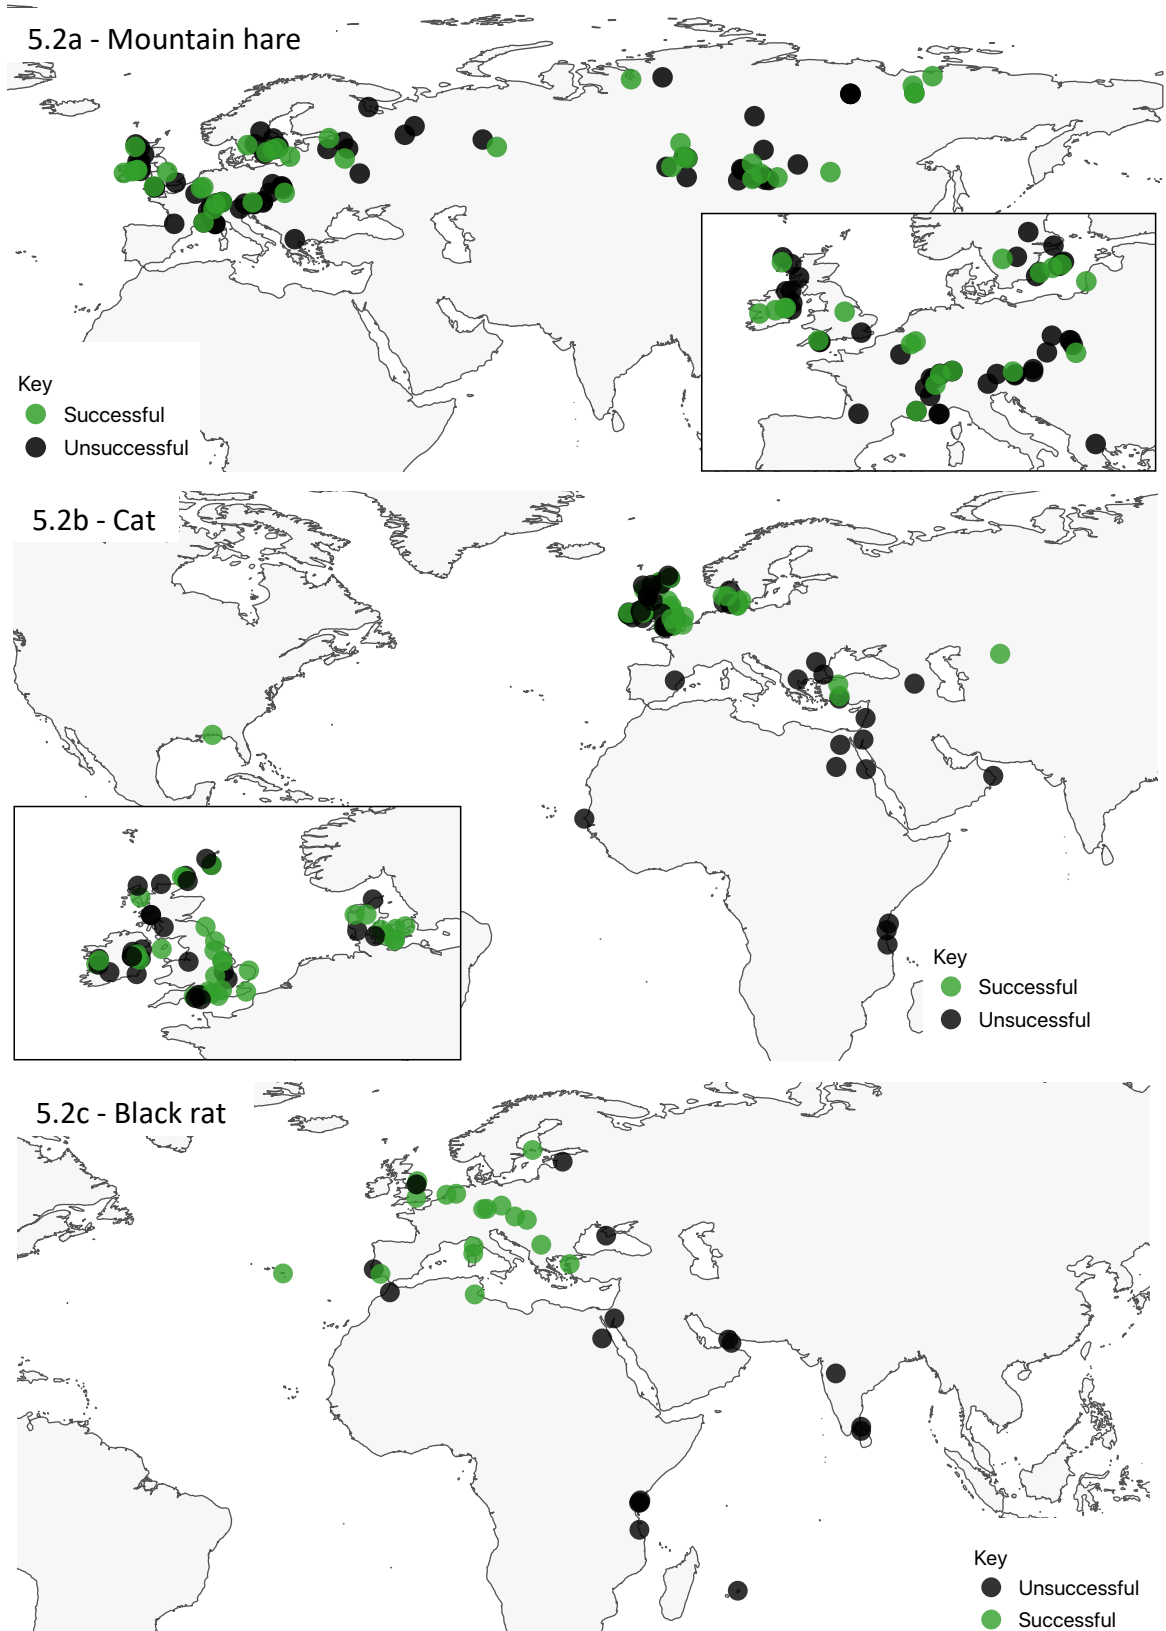 5.2a - Mountain hare
Key
Successful
Unsuccessful
5.2b - Cat
Key
Successful
Unsucessful
5.2c - Black rat
Key
Unsuccessful
Successful